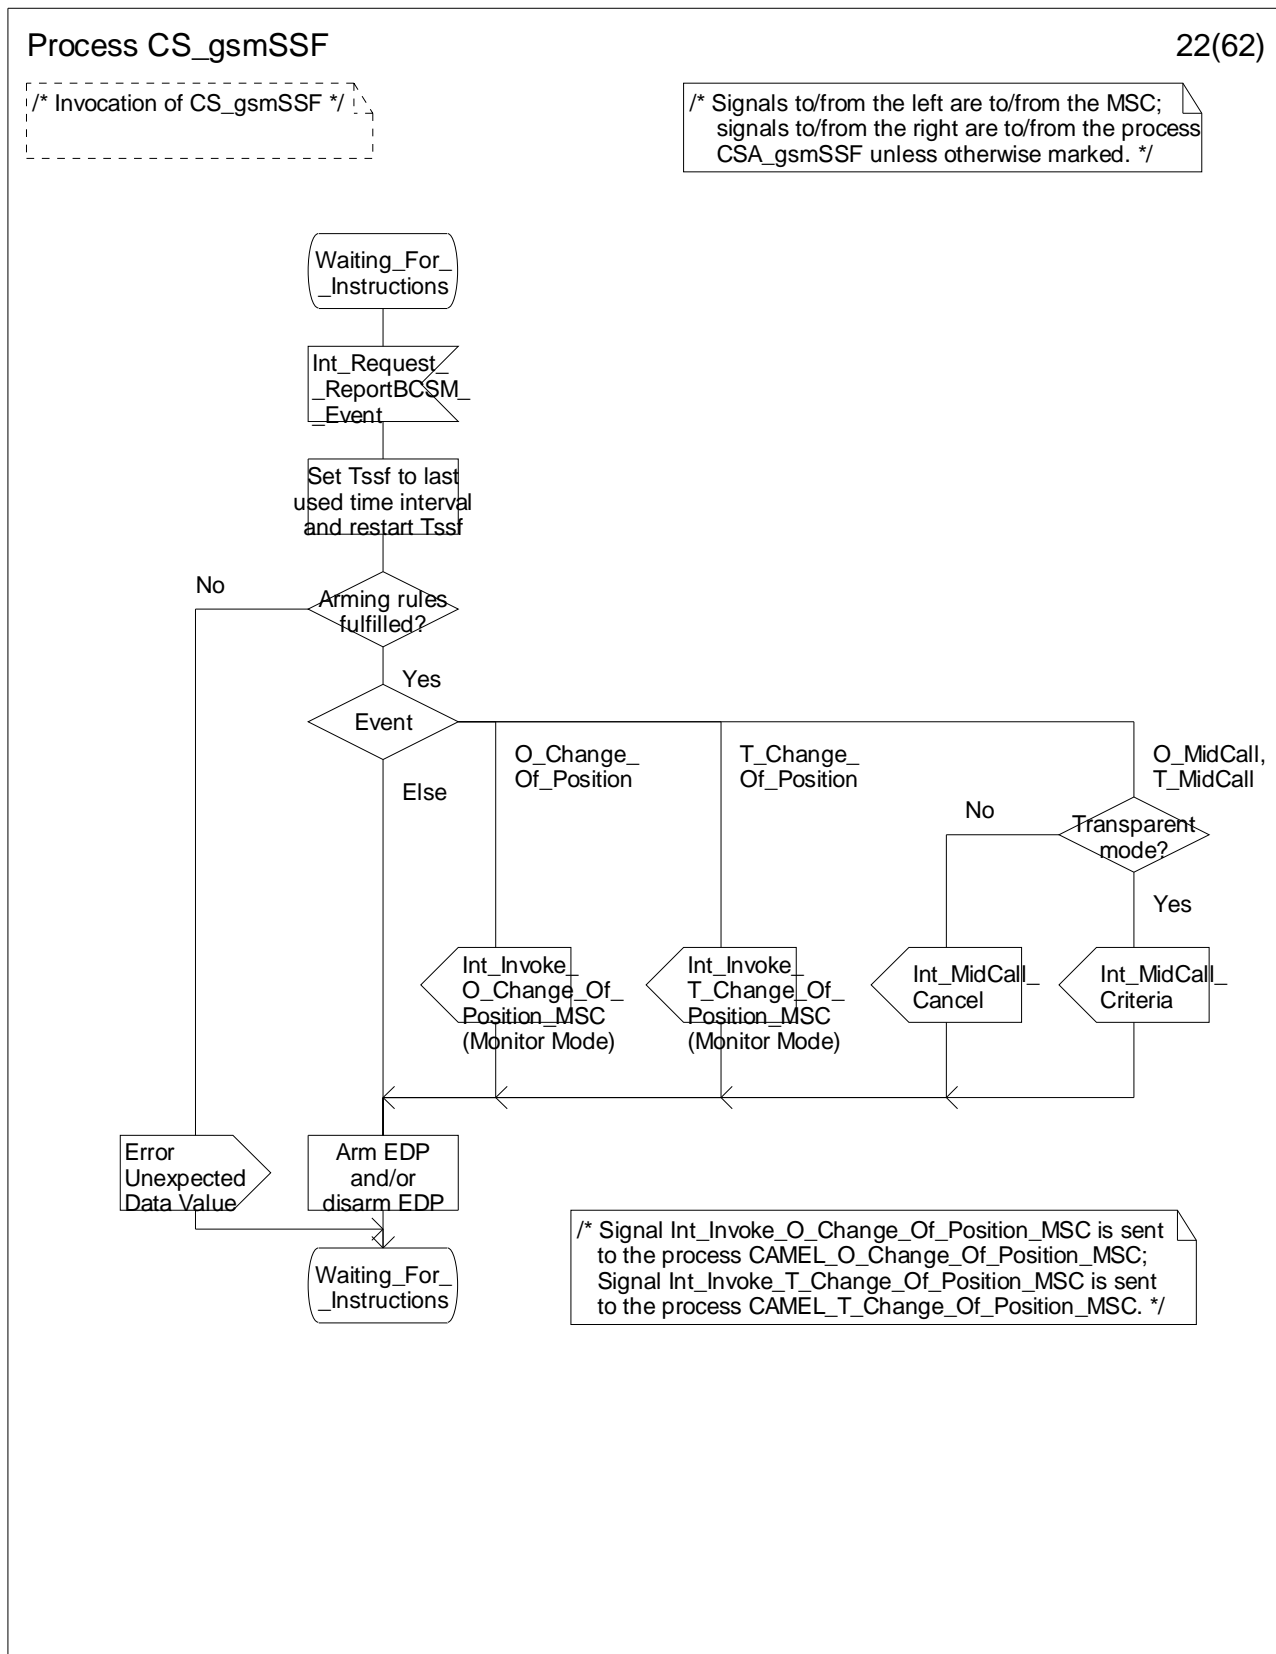 Process CS_gsmSSF
22(62)
/* Invocation of CS_gsmSSF */
/* Signals to/from the left are to/from the MSC;
signals to/from the right are to/from the process
CSA_gsmSSF unless otherwise marked. */
Waiting_For_
_Instructions
Int_Request_
_ReportBCSM_
_Event
Set Tssf to last
used time interval
and restart Tssf
No
Arming rules
fulfilled?
Yes
Event
O_Change_
Of_Position
T_Change_
Of_Position
O_MidCall,
T_MidCall
Else
No
Transparent
mode?
Yes
Int_Invoke_
O_Change_Of_
Position_MSC
(Monitor Mode)
Int_Invoke_
T_Change_Of_
Position_MSC
(Monitor Mode)
Int_MidCall_
Cancel
Int_MidCall_
Criteria
Error
Unexpected
Data Value
Arm EDP
and/or
disarm EDP
/* Signal Int_Invoke_O_Change_Of_Position_MSC is sent
to the process CAMEL_O_Change_Of_Position_MSC;
Signal Int_Invoke_T_Change_Of_Position_MSC is sent
to the process CAMEL_T_Change_Of_Position_MSC. */
Waiting_For_
_Instructions